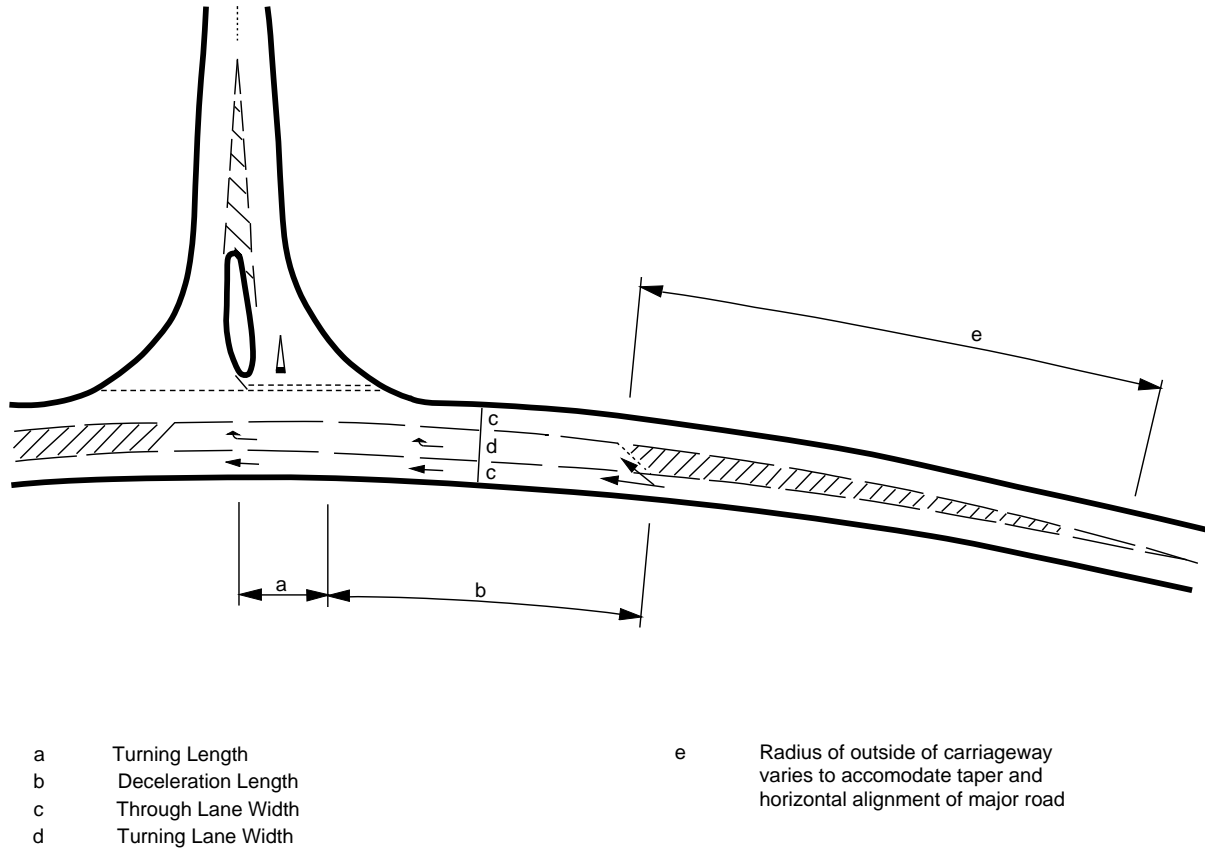 e
c
d
c
a
b
a Turning Length
b Deceleration Length
c Through Lane Width
d Turning Lane Width
e Radius of outside of carriageway
varies to accomodate taper and
horizontal alignment of major road